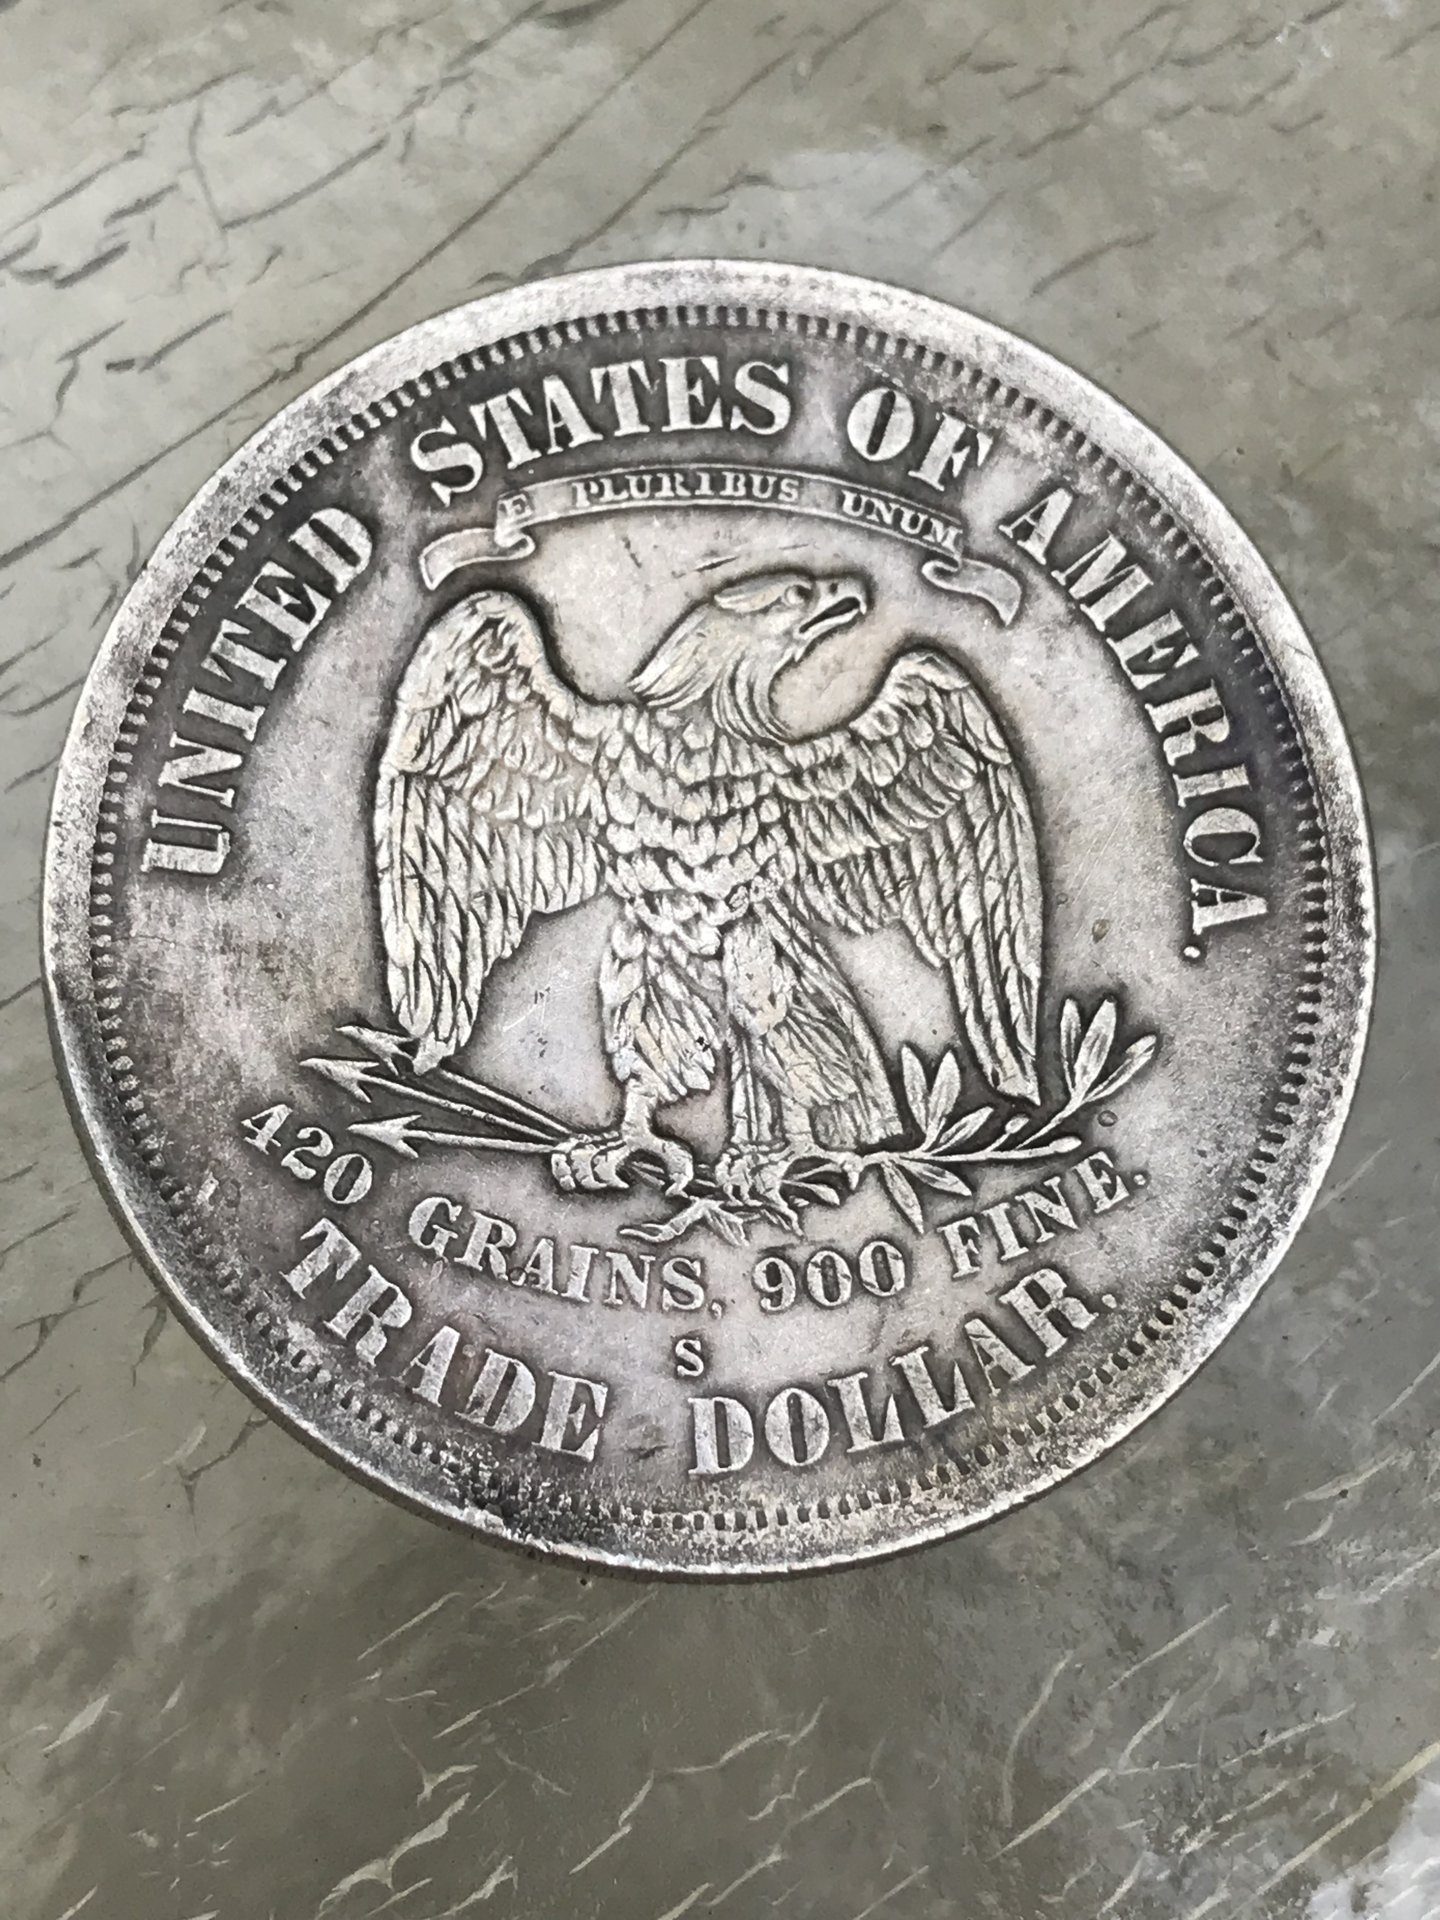 UNITED STATES OF AMERICA.
E PLURIBUS UNUM
420 GRAINS, 900 FINE.
S
TRADE DOLLAR.